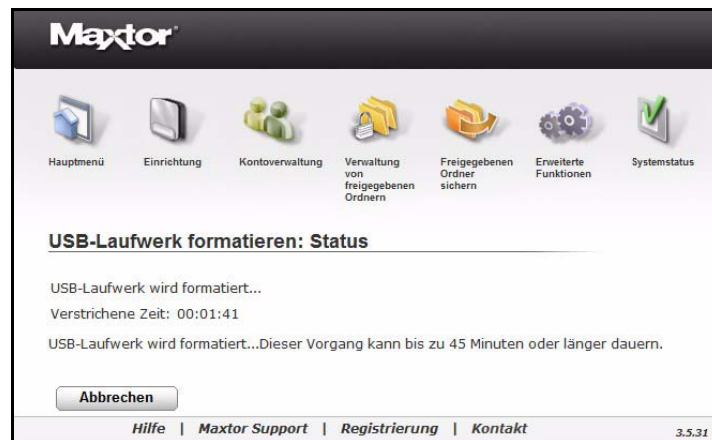 Maxtor
Hauptmenü
Einrichtung
Kontoverwaltung
Verwaltung
von
freigegebenen
Ordnern
Freigegebenen
Ordner
sichern
Erweiterte
Funktionen
Systemstatus
USB-Laufwerk formatieren: Status
USB-Laufwerk wird formatiert...
Verstrichene Zeit: 00:01:41
USB-Laufwerk wird formatiert...Dieser Vorgang kann bis zu 45 Minuten oder länger dauern.
Abbrechen
Hilfe | Maxtor Support | Registrierung | Kontakt
3.5.31